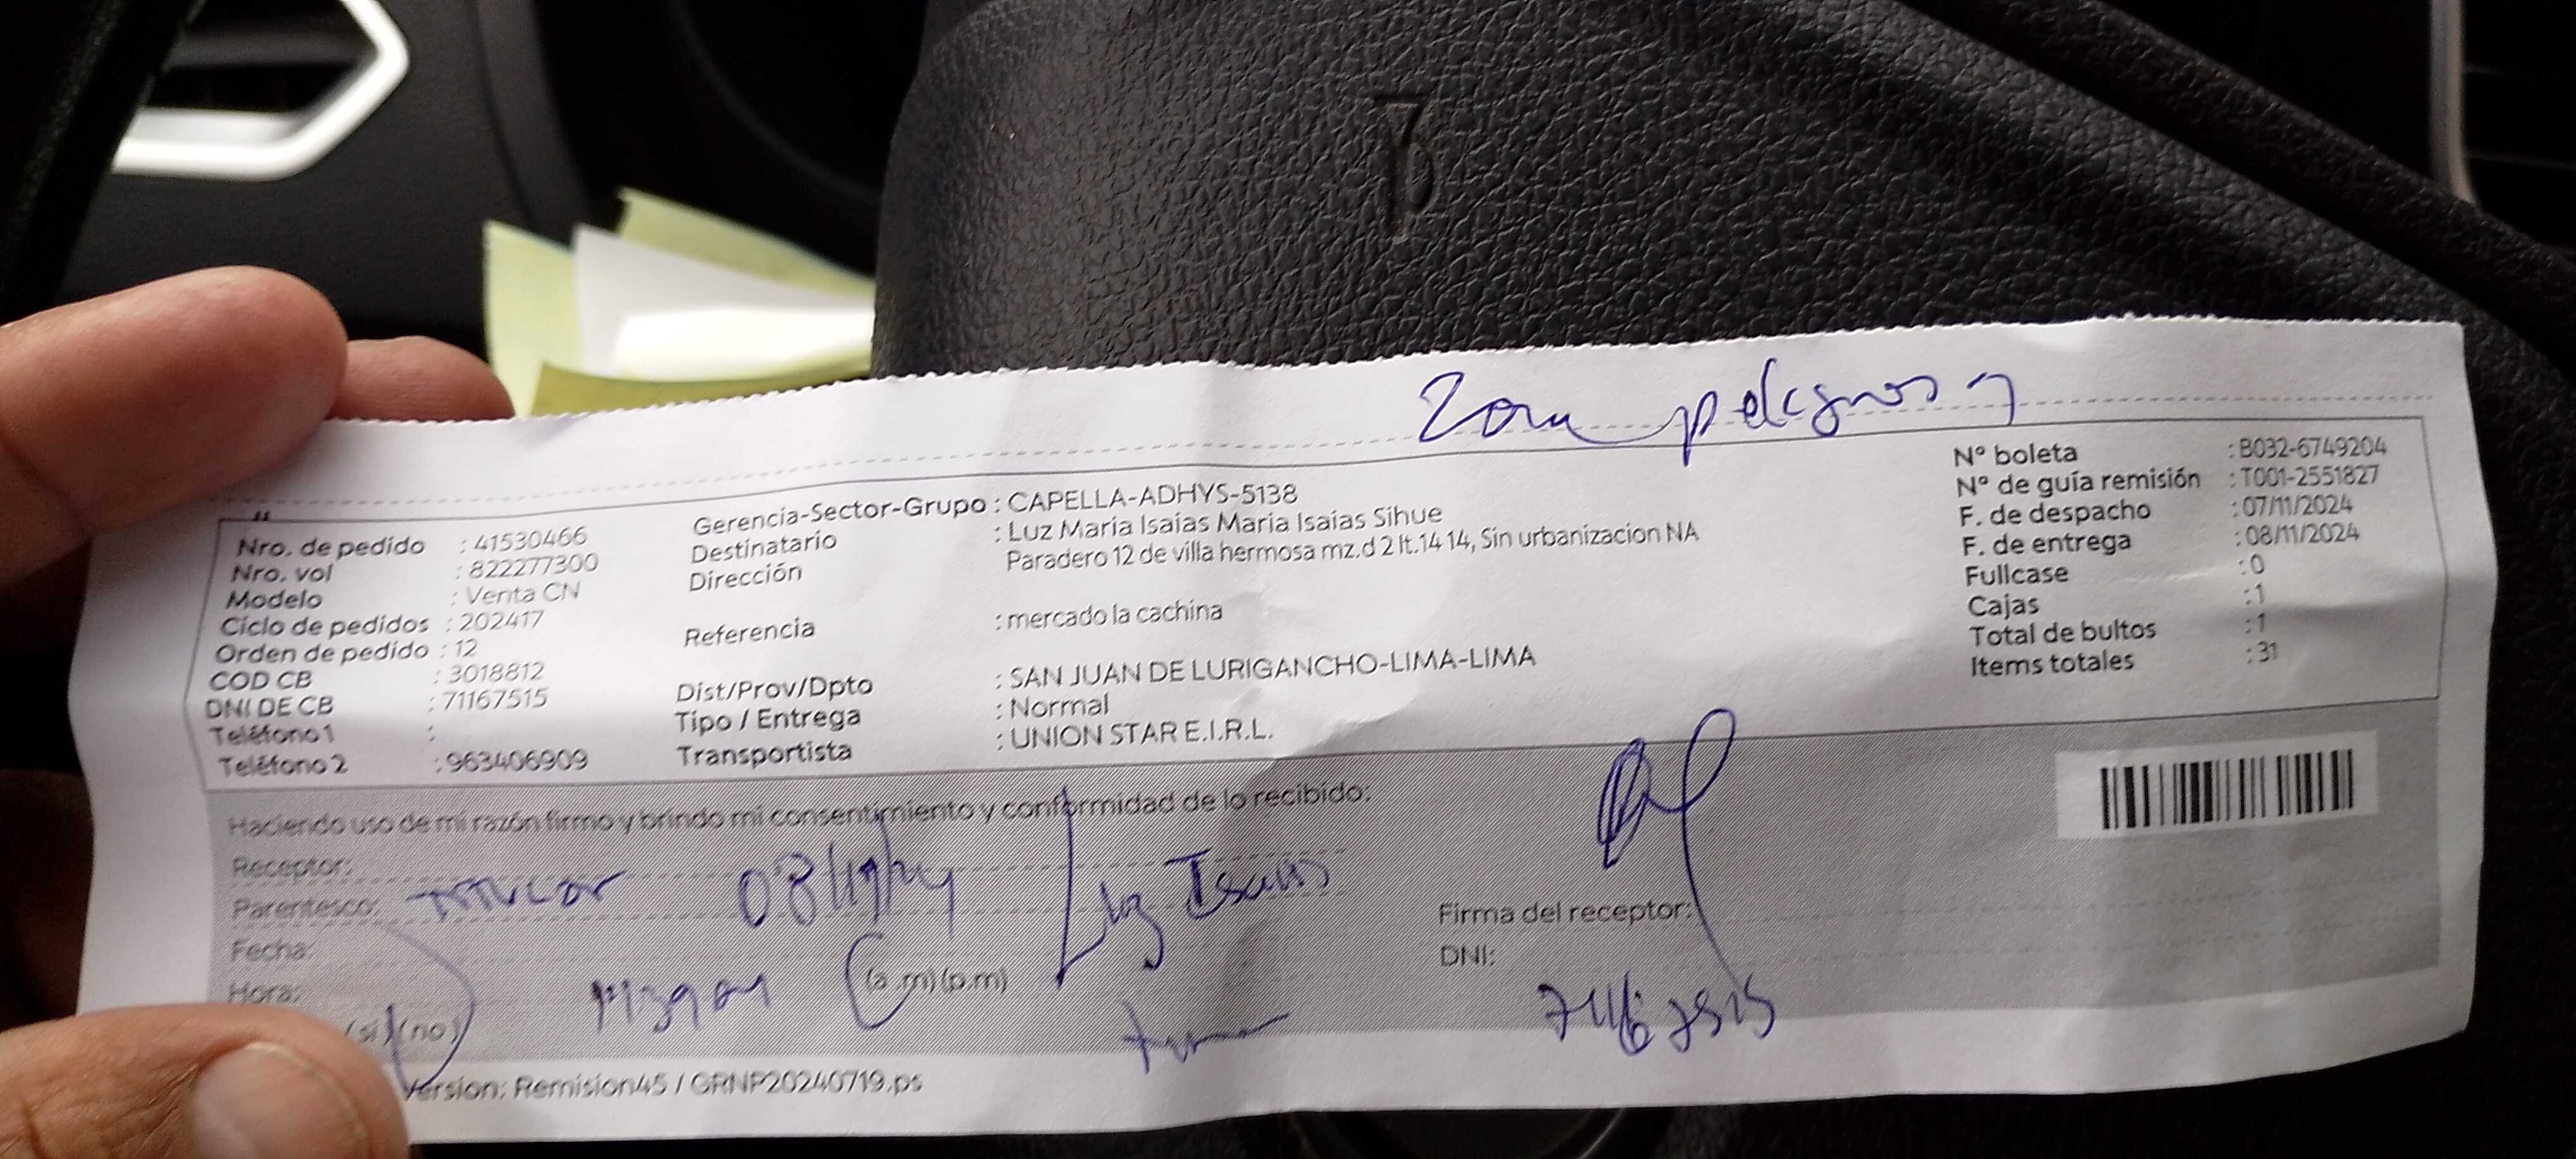 Zona peligrosa
Nro. de pedido : 41530466
Nro. vol : 822277300
Modelo : Venta CN
Ciclo de pedidos : 202417
Orden de pedido : 12
COD CB : 3018812
DNI DE CB : 71167515
Teléfono 1 :
Teléfono 2 : 963406909
Gerencia-Sector-Grupo : CAPELLA-ADHYS-5138
Destinatario : Luz Maria Isaias Maria Isaias Sihue
Dirección Paradero 12 de villa hermosa mz.d 2 lt.14 14, Sin urbanizacion NA
Referencia : mercado la cachina
Dist/Prov/Dpto : SAN JUAN DE LURIGANCHO-LIMA-LIMA
Tipo / Entrega : Normal
Transportista : UNION STAR E.I.R.L.
N° boleta : B032-6749204
N° de guía remisión : T001-2551827
F. de despacho : 07/11/2024
F. de entrega : 08/11/2024
Fullcase : 0
Cajas : 1
Total de bultos : 1
Items totales : 31
Haciendo uso de mi razón firmo y brindo mi consentimiento y conformidad de lo recibido:
Receptor:
Parentesco: 08/11/24 Luz Isaias
Fecha:
Hora: (a.m) (p.m)
(si) (no)
Firma del receptor:
DNI: 71167515
Version: Remision45 / GRNP20240719.ps